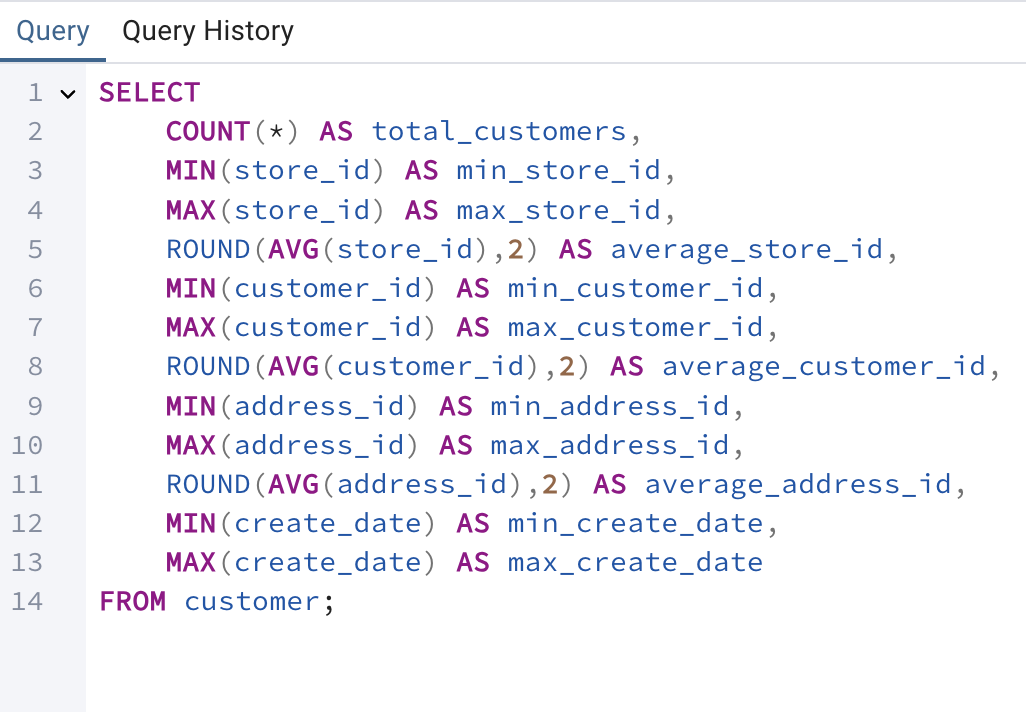 Query Query History
1 SELECT
2 COUNT(*) AS total_customers,
3 MIN(store_id) AS min_store_id,
4 MAX(store_id) AS max_store_id,
5 ROUND(AVG(store_id),2) AS average_store_id,
6 MIN(customer_id) AS min_customer_id,
7 MAX(customer_id) AS max_customer_id,
8 ROUND(AVG(customer_id),2) AS average_customer_id,
9 MIN(address_id) AS min_address_id,
10 MAX(address_id) AS max_address_id,
11 ROUND(AVG(address_id),2) AS average_address_id,
12 MIN(create_date) AS min_create_date,
13 MAX(create_date) AS max_create_date
14 FROM customer;